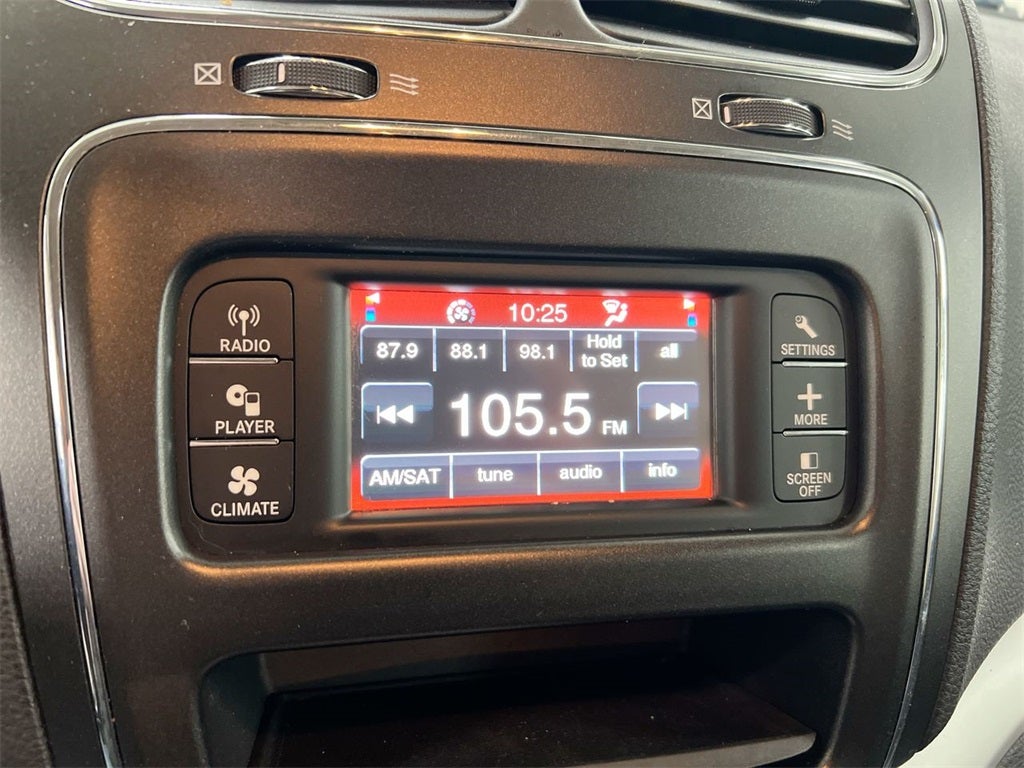 10:25
87.9
88.1
98.1
Hold
to Set
all
105.5 FM
AM/SAT
tune
audio
info
RADIO
PLAYER
CLIMATE
SETTINGS
MORE
SCREEN
OFF